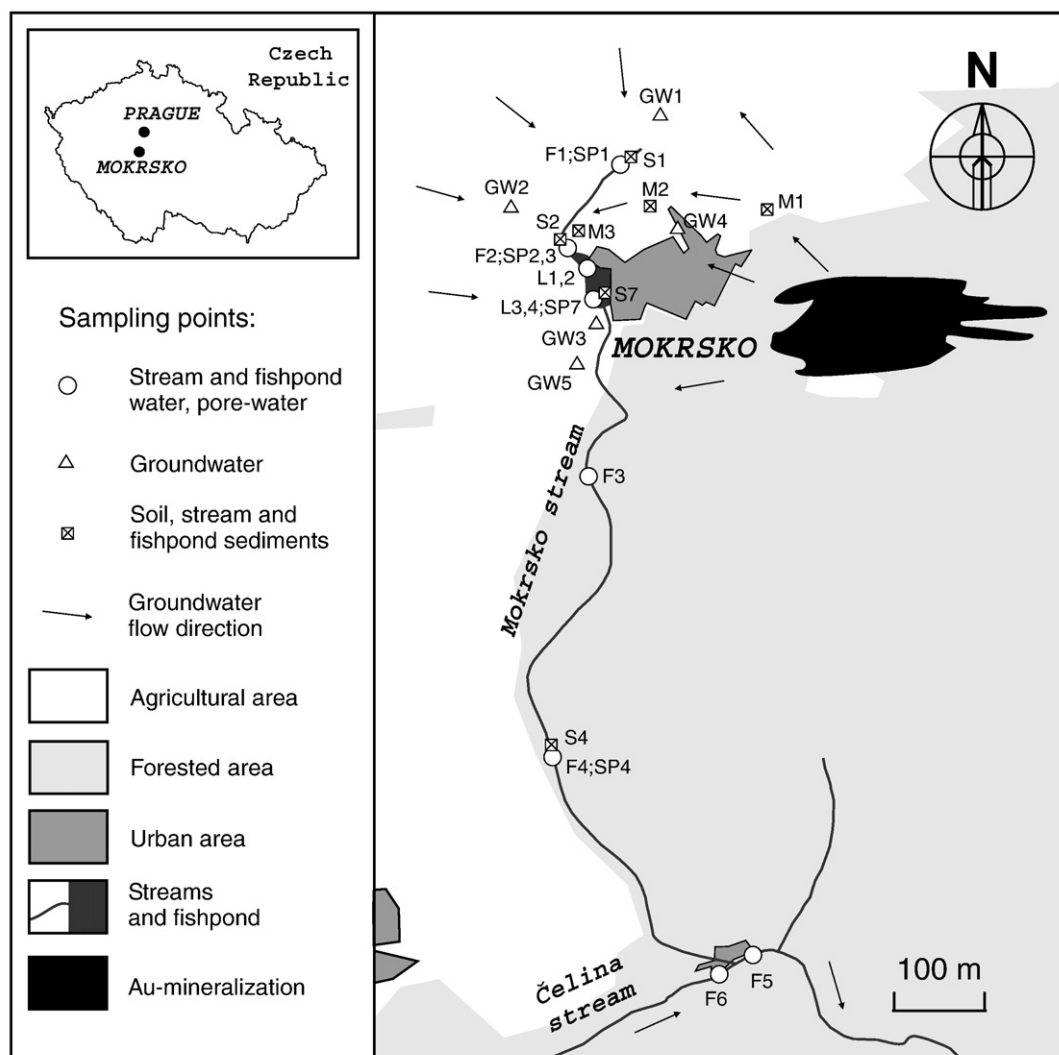 Czech
Republic
PRAGUE
MOKRSKO
Sampling points:
Stream and fishpond
water, pore-water
Groundwater
Soil, stream and
fishpond sediments
Groundwater
flow direction
Agricultural area
Forested area
Urban area
Streams
and fishpond
Au-mineralization
N
GW1
F1;SP1
S1
GW2
M2
M1
S2
M3
GW4
F2;SP2,3
L1,2
S7
L3,4;SP7
GW3
MOKRSKO
GW5
Mokrsko stream
F3
S4
F4;SP4
Čelina
stream
F5
F6
100 m